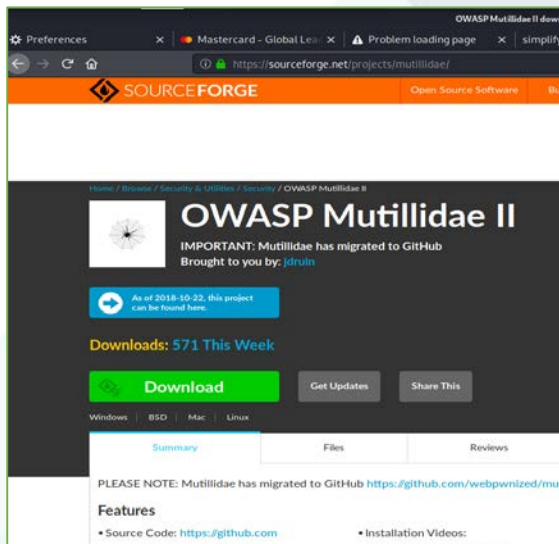 OWASP Mutillidae II dow
Preferences
Mastercard - Global Lea
Problem loading page
simplify
https://sourceforge.net/projects/mutillidae/
SOURCEFORGE
Open Source Software
Bu
Home / Browse / Security & Utilities / Security / OWASP Mutillidae II
OWASP Mutillidae II
IMPORTANT: Mutillidae has migrated to GitHub
Brought to you by: jdruin
As of 2018-10-22, this project
can be found here.
Downloads: 571 This Week
Download
Get Updates
Share This
Windows | BSD | Mac | Linux
Summary
Files
Reviews
PLEASE NOTE: Mutillidae has migrated to GitHub https://github.com/webpwnized/mu
Features
• Source Code: https://github.com
• Installation Videos: